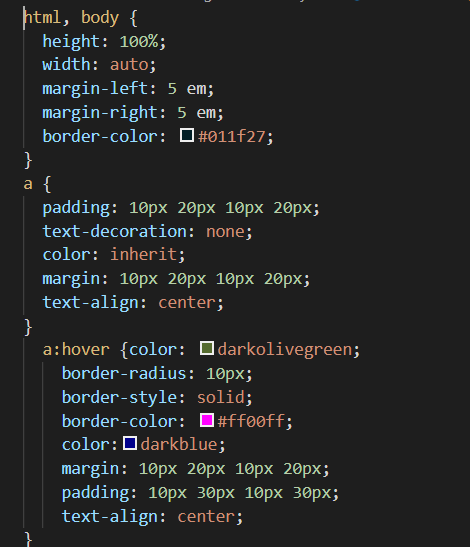 html, body {
height: 100%;
width: auto;
margin-left: 5 em;
margin-right: 5 em;
border-color: #011f27;
}
a {
padding: 10px 20px 10px 20px;
text-decoration: none;
color: inherit;
margin: 10px 20px 10px 20px;
text-align: center;
}
a:hover {color: darkolivegreen;
border-radius: 10px;
border-style: solid;
border-color: #ff00ff;
color:darkblue;
margin: 10px 20px 10px 20px;
padding: 10px 30px 10px 30px;
text-align: center;
}